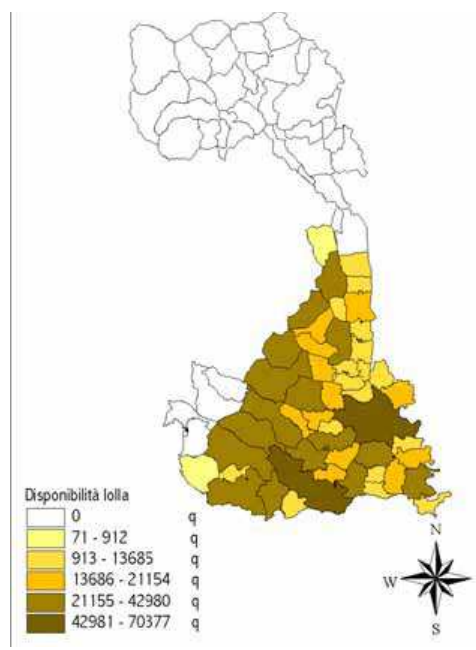 Disponibilità lolla
0 q
71 - 912 q
913 - 13685 q
13686 - 21154 q
21155 - 42980 q
42981 - 70377 q
N
W E
S